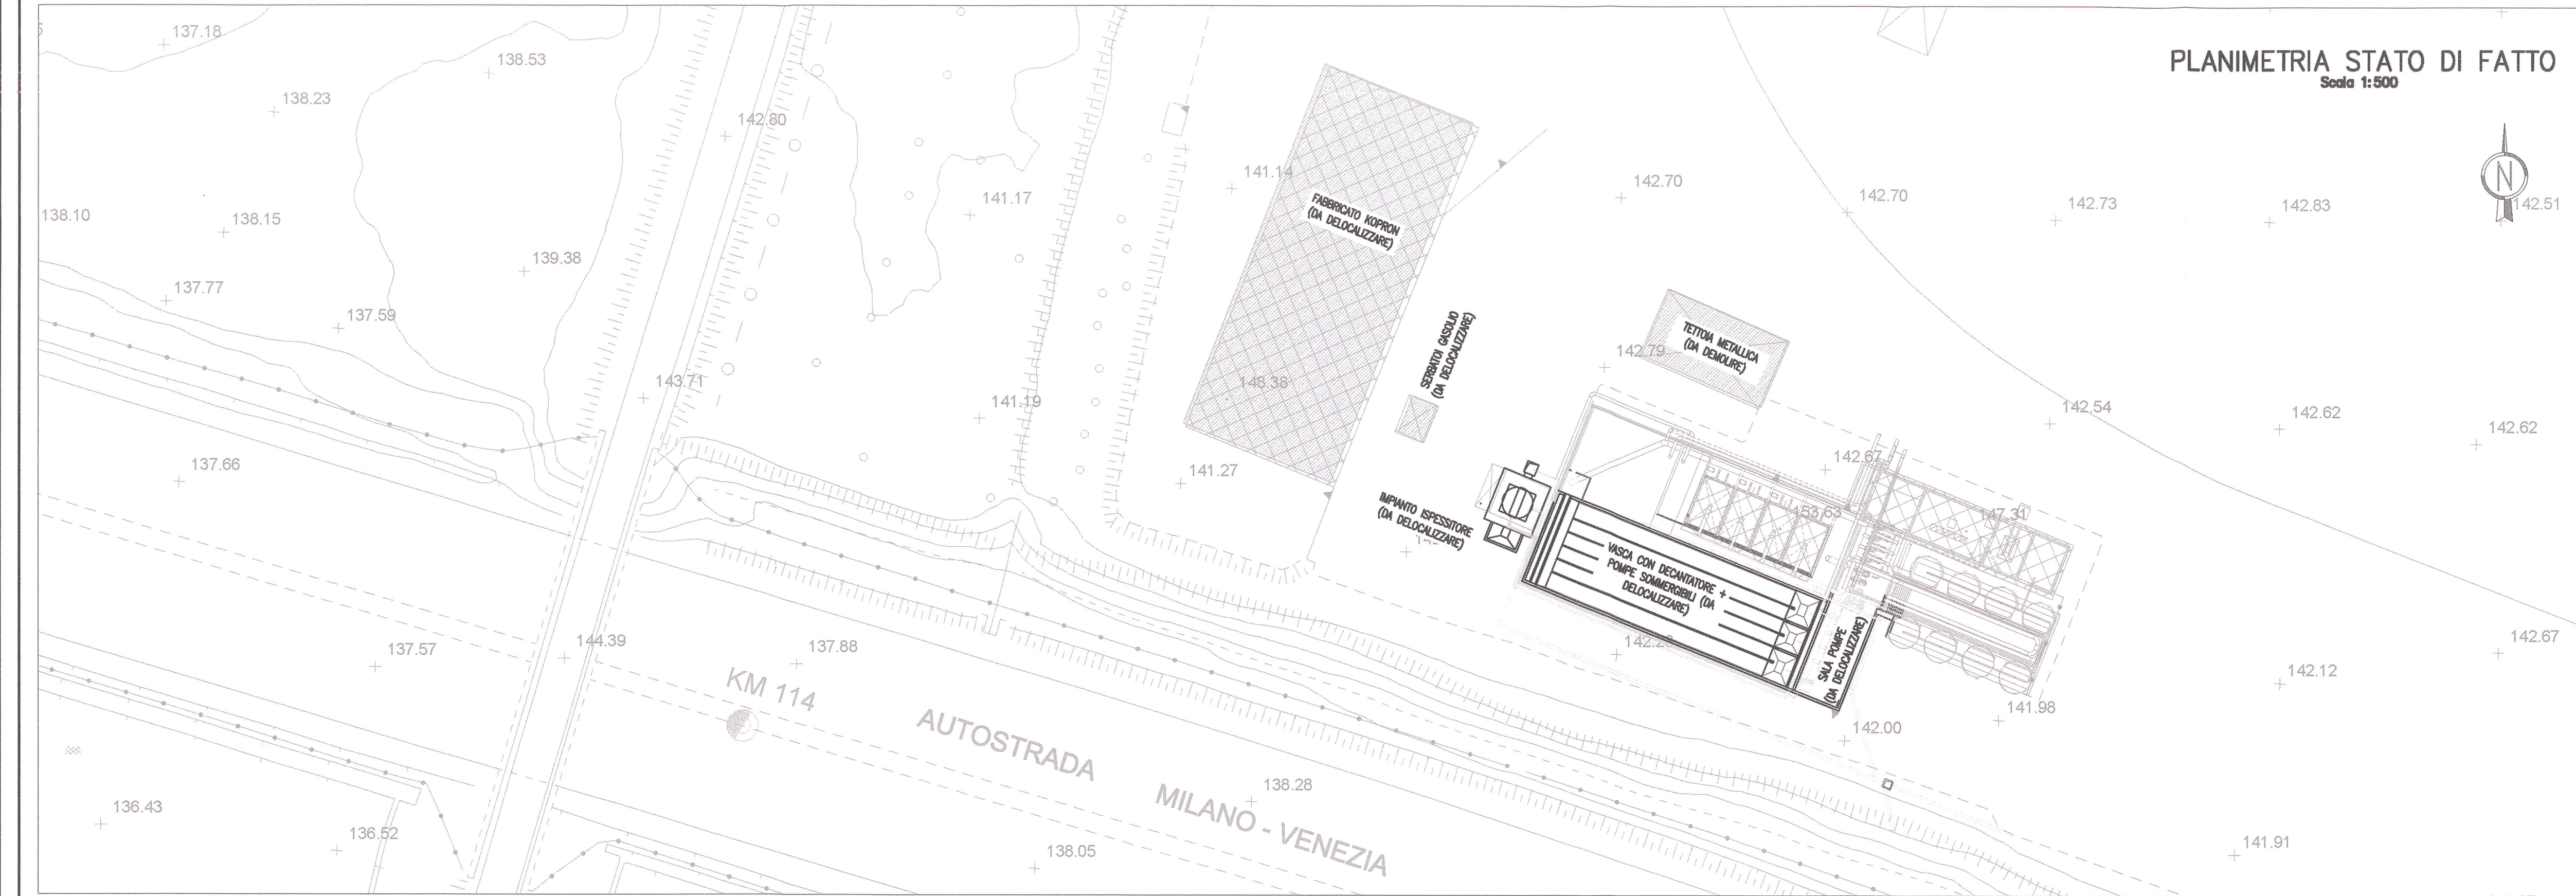 PLANIMETRIA STATO DI FATTO
Scala 1:500
N
137.18
138.53
138.23
142.80
138.10
138.15
139.38
137.77
137.59
141.17
141.14
142.70
142.70
142.73
142.83
142.51
FABBRICATO KOPRON
(DA DELOCALIZZARE)
SERBATOI GASOLIO
(DA DELOCALIZZARE)
TETTOIA METALLICA
(DA DEMOLIRE)
142.79
143.71
148.38
141.19
142.54
142.62
142.62
137.66
141.27
142.67
153.63
147.31
IMPIANTO ISPESSITORE
(DA DELOCALIZZARE)
VASCA CON DECANTATORE +
POMPE SOMMERGIBILI (DA
DELOCALIZZARE)
SALA POMPE
(DA DELOCALIZZARE)
137.57
144.39
137.88
142.67
142.12
141.98
142.00
KM 114
AUTOSTRADA
MILANO - VENEZIA
138.28
136.43
136.52
138.05
141.91